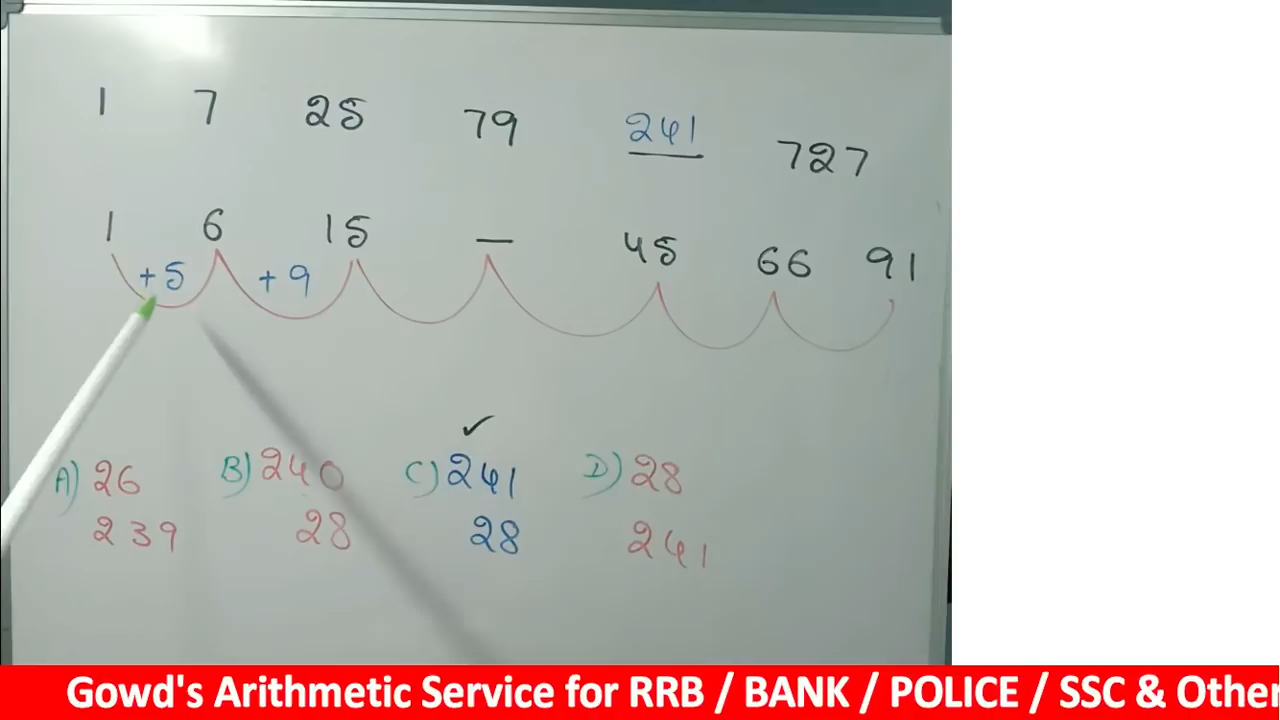 1 7 25 79 241 727
1 6 15 — 45 66 91
+5 +9
✓
A) 26 B) 240 C) 241 D) 28
239 28 28 241
Gowd's Arithmetic Service for RRB / BANK / POLICE / SSC & Other